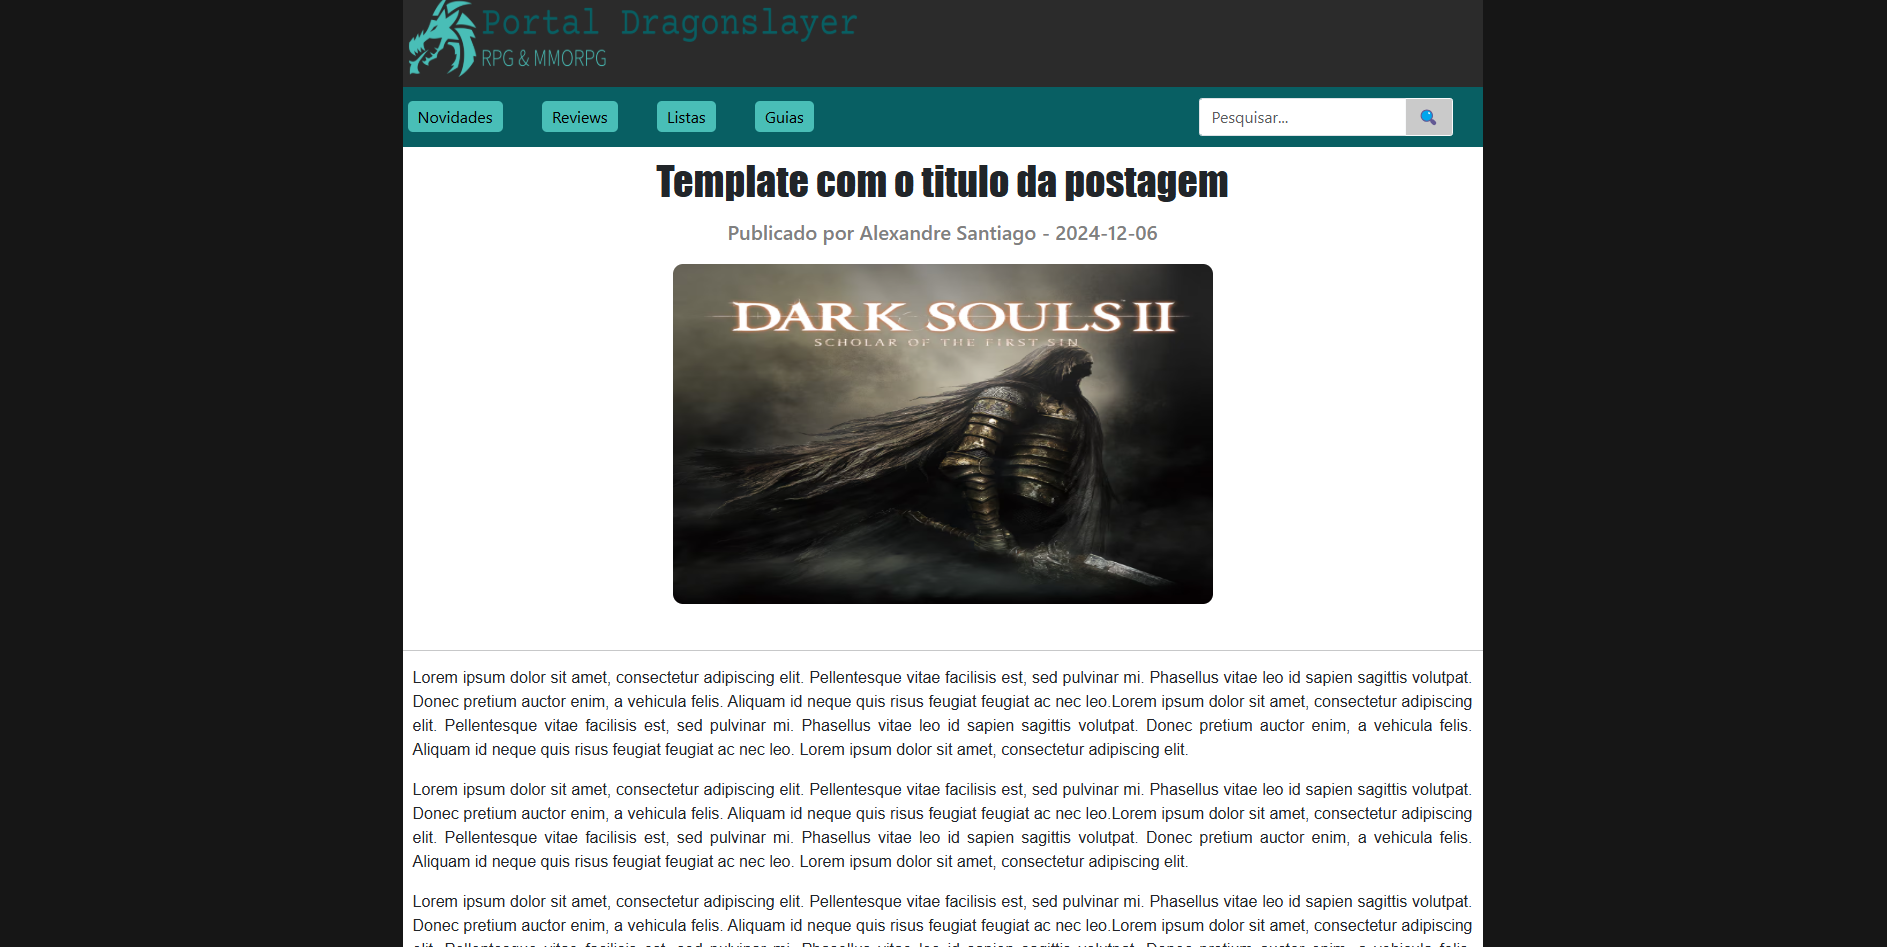 Portal Dragonslayer
RPG & MMORPG
Novidades Reviews Listas Guias Pesquisar...
Template com o titulo da postagem
Publicado por Alexandre Santiago - 2024-12-06
DARK SOULS II
SCHOLAR OF THE FIRST SIN
Lorem ipsum dolor sit amet, consectetur adipiscing elit. Pellentesque vitae facilisis est, sed pulvinar mi. Phasellus vitae leo id sapien sagittis volutpat.
Donec pretium auctor enim, a vehicula felis. Aliquam id neque quis risus feugiat feugiat ac nec leo.Lorem ipsum dolor sit amet, consectetur adipiscing
elit. Pellentesque vitae facilisis est, sed pulvinar mi. Phasellus vitae leo id sapien sagittis volutpat. Donec pretium auctor enim, a vehicula felis.
Aliquam id neque quis risus feugiat feugiat ac nec leo. Lorem ipsum dolor sit amet, consectetur adipiscing elit.
Lorem ipsum dolor sit amet, consectetur adipiscing elit. Pellentesque vitae facilisis est, sed pulvinar mi. Phasellus vitae leo id sapien sagittis volutpat.
Donec pretium auctor enim, a vehicula felis. Aliquam id neque quis risus feugiat feugiat ac nec leo.Lorem ipsum dolor sit amet, consectetur adipiscing
elit. Pellentesque vitae facilisis est, sed pulvinar mi. Phasellus vitae leo id sapien sagittis volutpat. Donec pretium auctor enim, a vehicula felis.
Aliquam id neque quis risus feugiat feugiat ac nec leo. Lorem ipsum dolor sit amet, consectetur adipiscing elit.
Lorem ipsum dolor sit amet, consectetur adipiscing elit. Pellentesque vitae facilisis est, sed pulvinar mi. Phasellus vitae leo id sapien sagittis volutpat.
Donec pretium auctor enim, a vehicula felis. Aliquam id neque quis risus feugiat feugiat ac nec leo.Lorem ipsum dolor sit amet, consectetur adipiscing